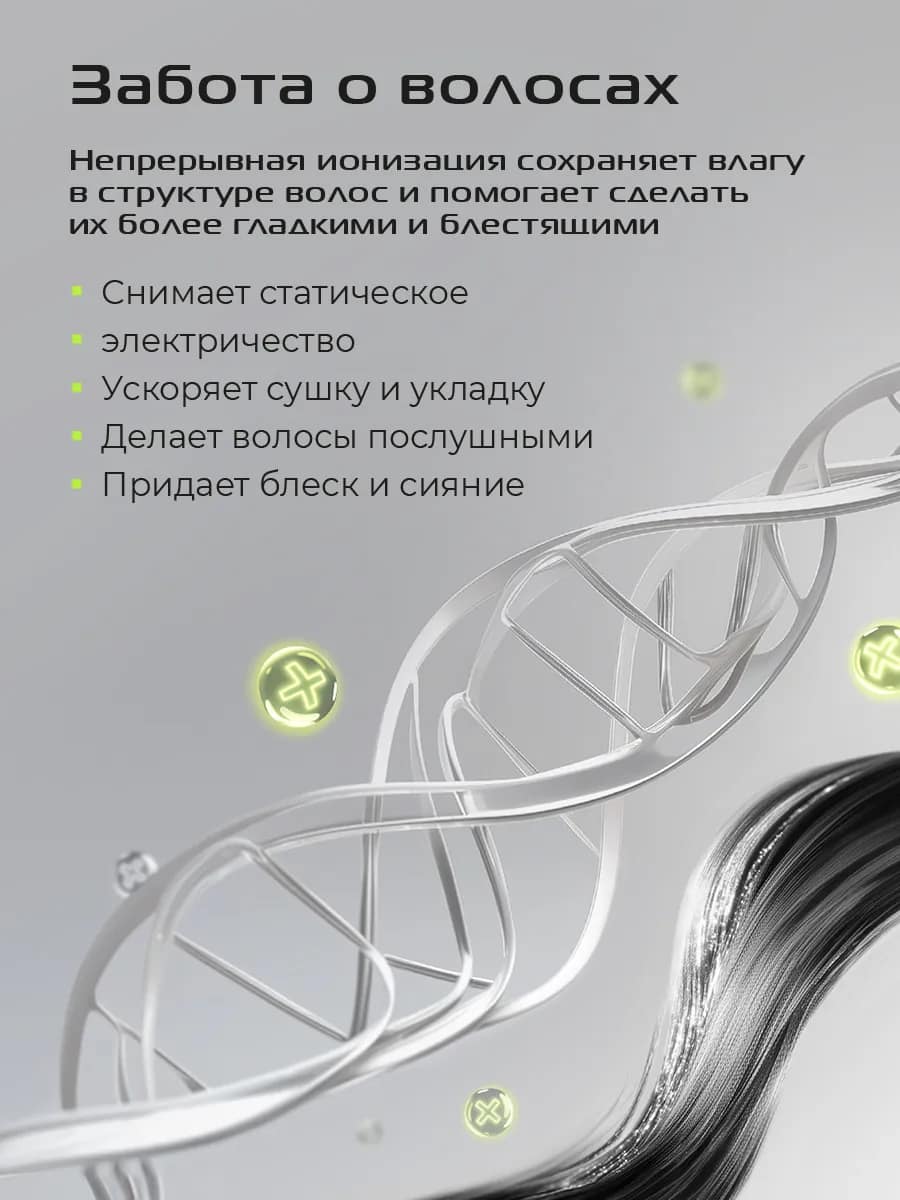 Забота о волосах
Непрерывная ионизация сохраняет влагу
в структуре волос и помогает сделать
их более гладкими и блестящими
▪ Снимает статическое
▪ электричество
▪ Ускоряет сушку и укладку
▪ Делает волосы послушными
▪ Придает блеск и сияние